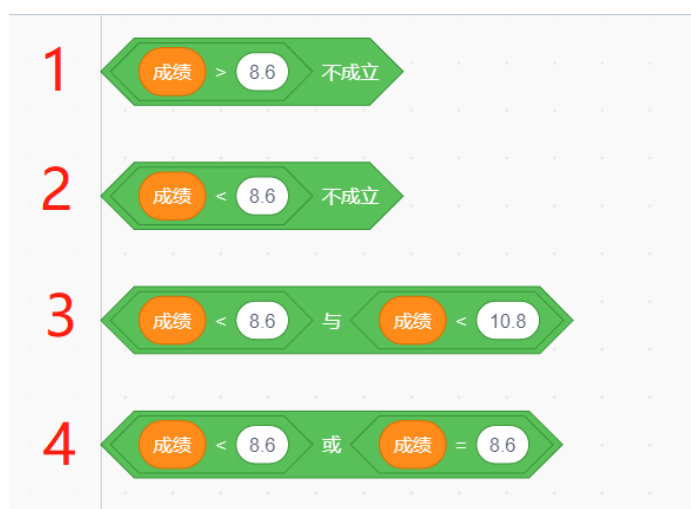 1 成绩 > 8.6 不成立
2 成绩 < 8.6 不成立
3 成绩 < 8.6 与 成绩 < 10.8
4 成绩 < 8.6 或 成绩 = 8.6